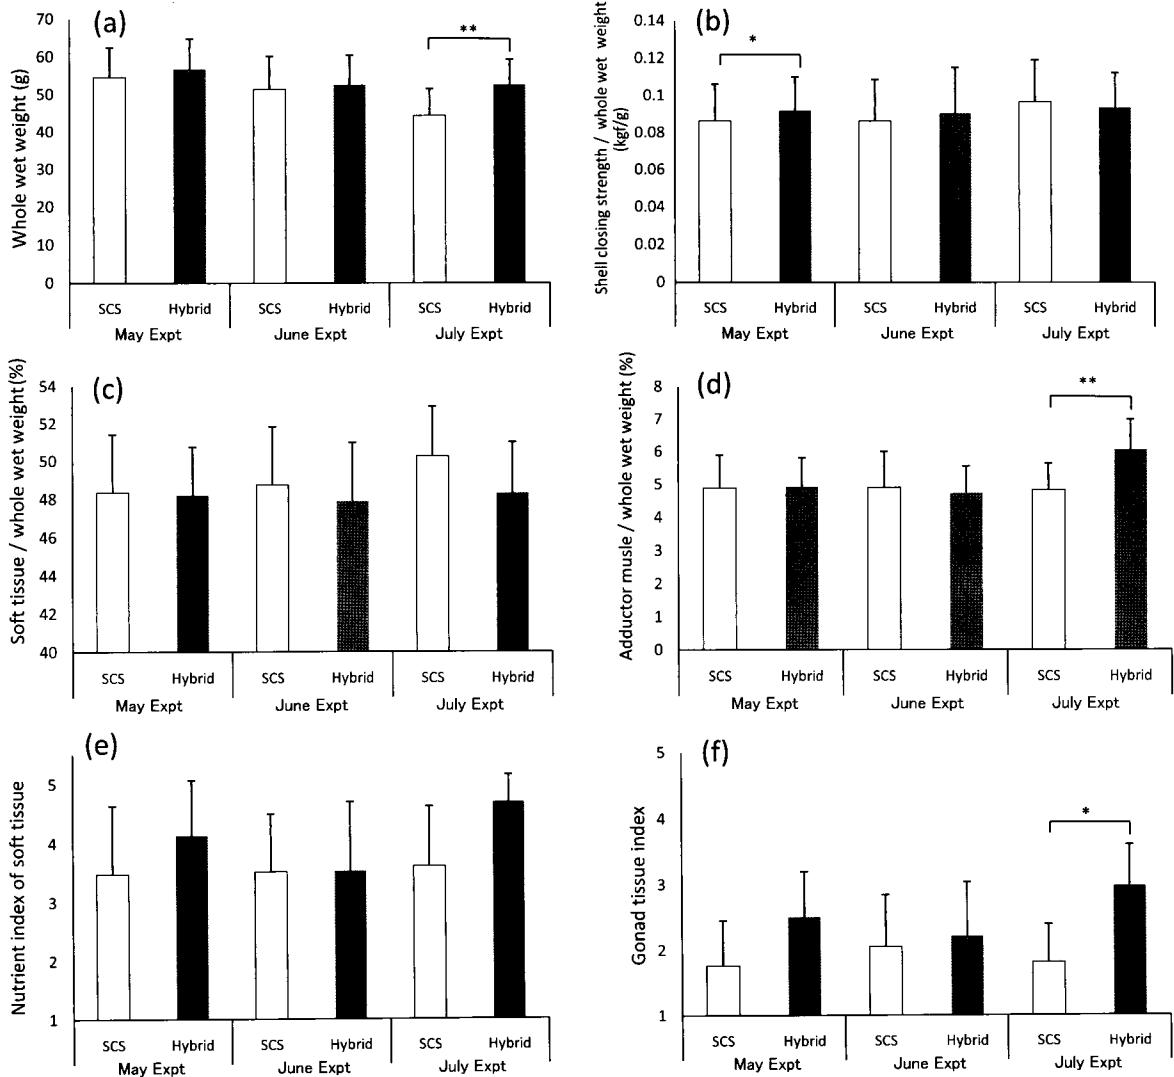 (a)
Whole wet weight (g)
70
60
50
40
30
20
10
0
**
SCS Hybrid SCS Hybrid SCS Hybrid
May Expt June Expt July Expt
(b)
Shell closing strength / whole wet weight
(kgf/g)
0.14
0.12
0.1
0.08
0.06
0.04
0.02
0
*
SCS Hybrid SCS Hybrid SCS Hybrid
May Expt June Expt July Expt
(c)
Soft tissue / whole wet weight (%)
54
52
50
48
46
44
42
40
SCS Hybrid SCS Hybrid SCS Hybrid
May Expt June Expt July Expt
(d)
Adductor musle / whole wet weight (%)
8
7
6
5
4
3
2
1
0
**
SCS Hybrid SCS Hybrid SCS Hybrid
May Expt June Expt July Expt
(e)
Nutrient index of soft tissue
5
4
3
2
1
SCS Hybrid SCS Hybrid SCS Hybrid
May Expt June Expt July Expt
(f)
Gonad tissue index
5
4
3
2
1
*
SCS Hybrid SCS Hybrid SCS Hybrid
May Expt June Expt July Expt